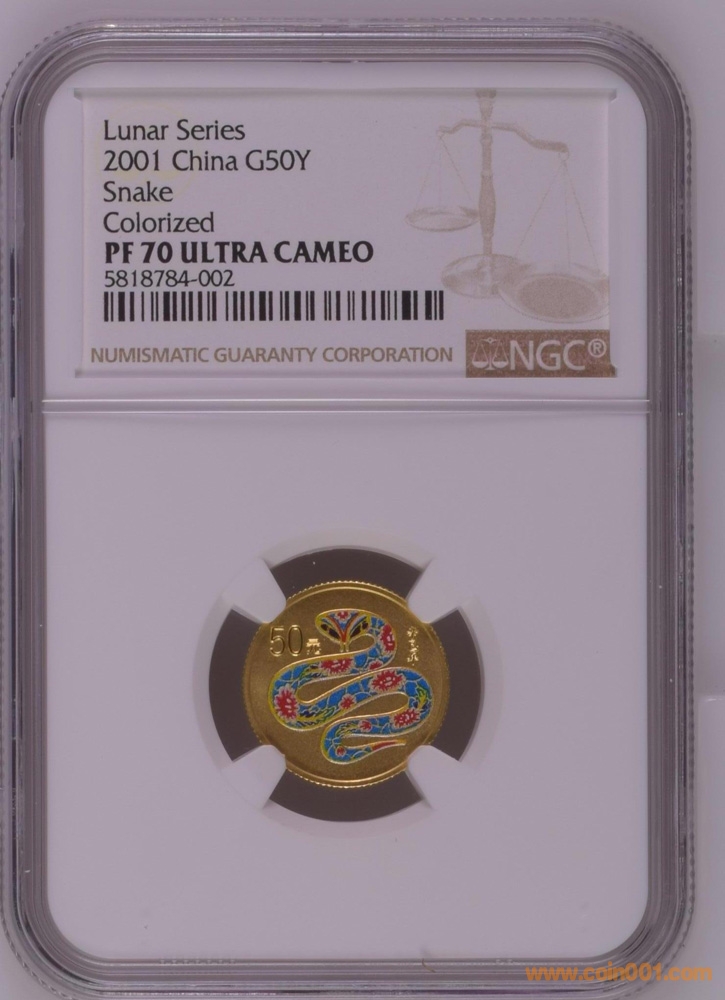 Lunar Series
2001 China G50Y
Snake
Colorized
PF 70 ULTRA CAMEO
5818784-002
NUMISMATIC GUARANTY CORPORATION
NGC®
50元
www.coin001.com